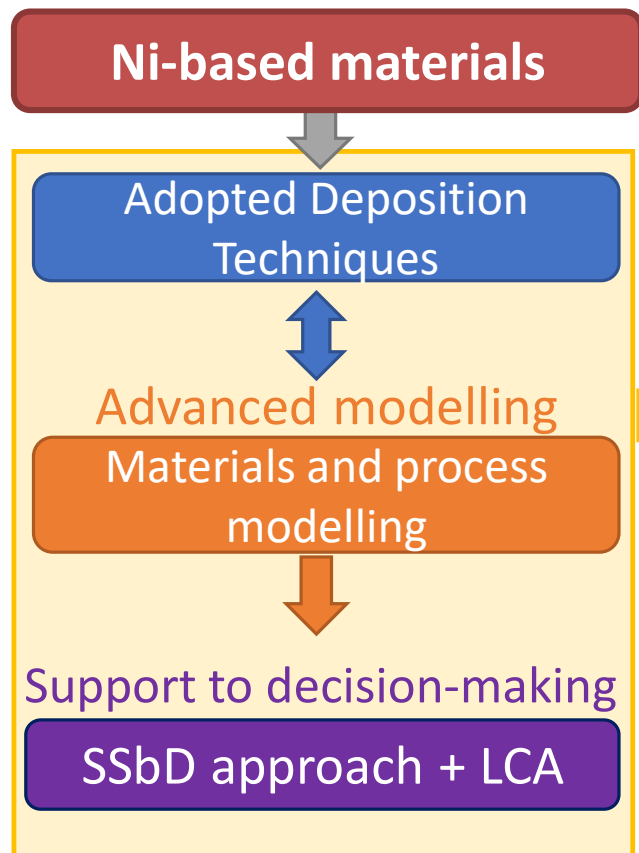 Ni-based materials
Adopted Deposition
Techniques
Advanced modelling
Materials and process
modelling
Support to decision-making
SSbD approach + LCA